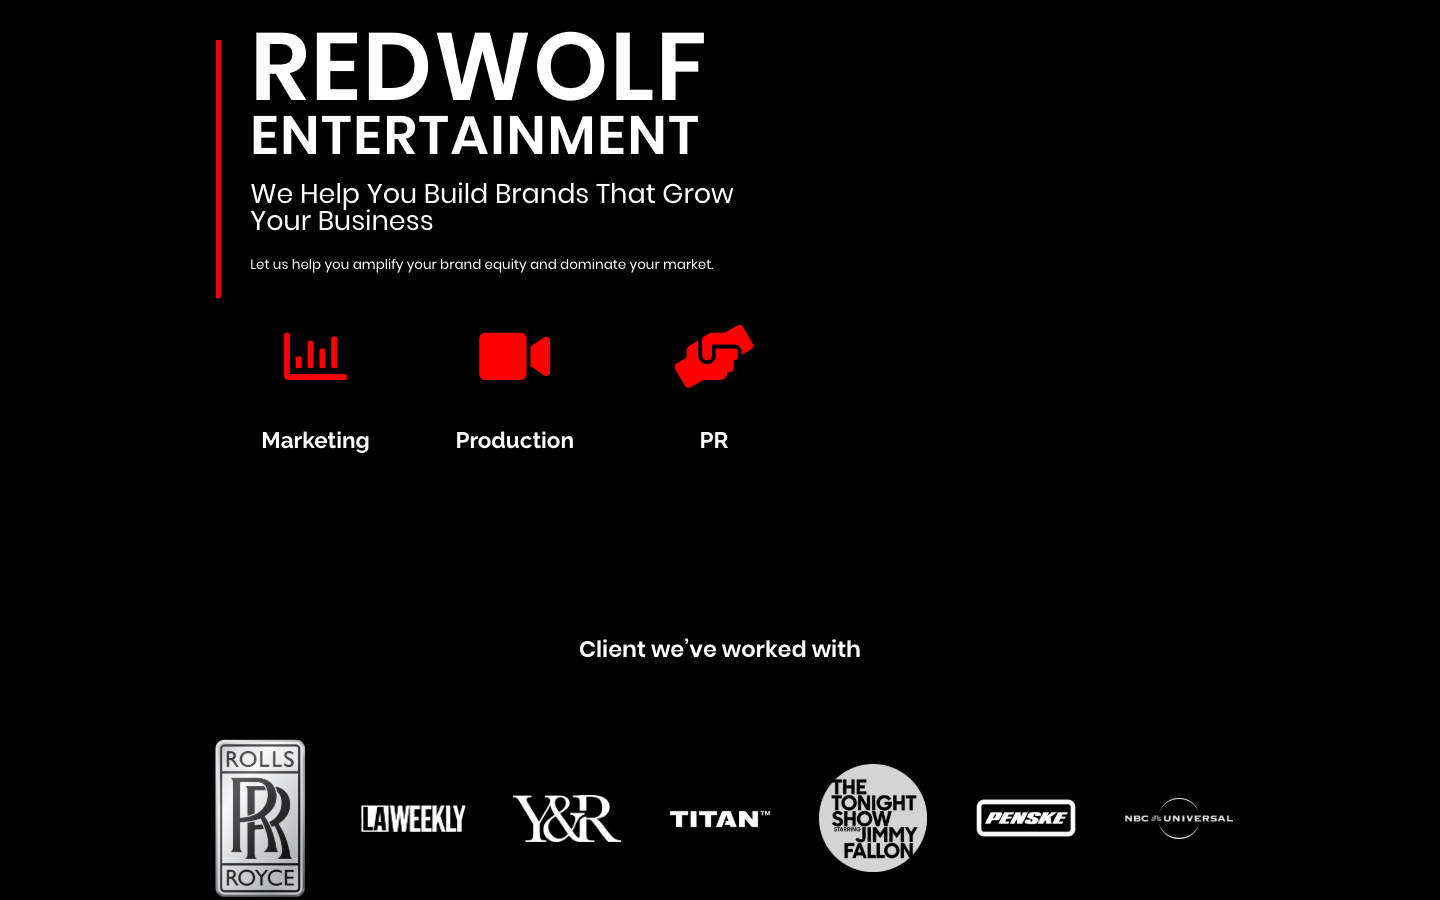 REDWOLF
ENTERTAINMENT
We Help You Build Brands That Grow
Your Business
Let us help you amplify your brand equity and dominate your market.
Marketing
Production
PR
Client we’ve worked with
ROLLS
RR
ROYCE
LAWEEKLY
Y&R
TITAN™
THE
TONIGHT
SHOW
STARRING JIMMY
FALLON
PENSKE
NBC UNIVERSAL